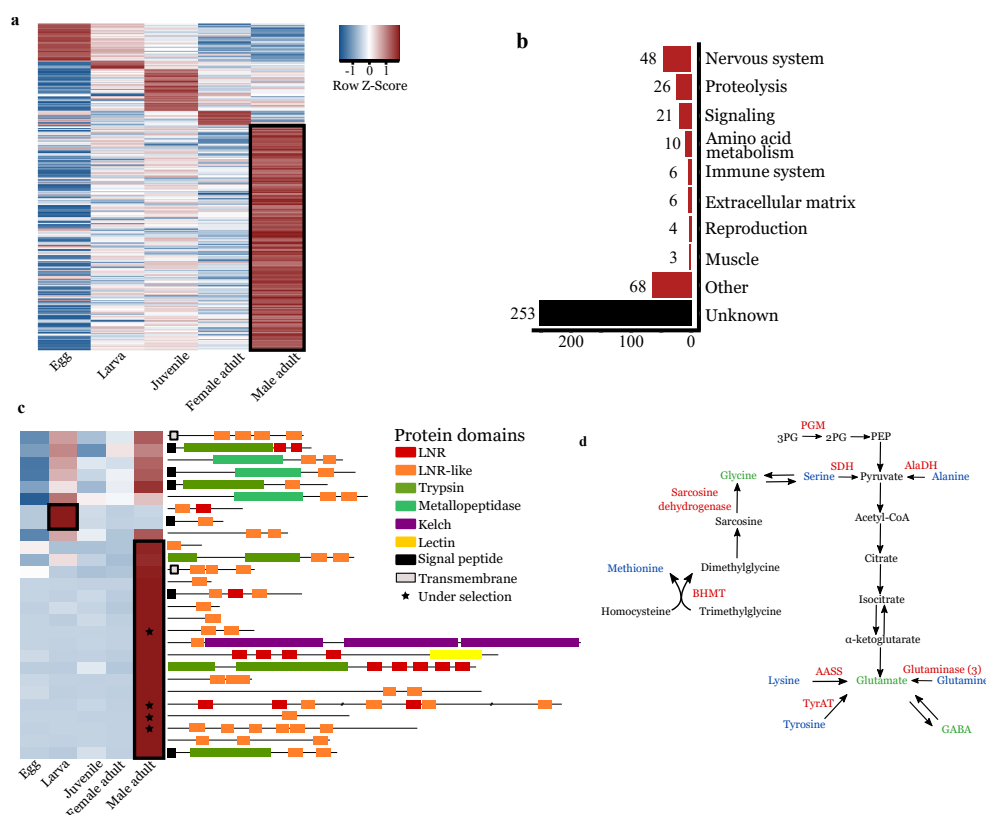 a
-1 0 1
Row Z-Score
Egg
Larva
Juvenile
Female adult
Male adult
b
48 Nervous system
26 Proteolysis
21 Signaling
10 Amino acid
metabolism
6 Immune system
6 Extracellular matrix
4 Reproduction
3 Muscle
68 Other
253 Unknown
200 100 0
c
Protein domains
LNR
LNR-like
Trypsin
Metallopeptidase
Kelch
Lectin
Signal peptide
Transmembrane
Under selection
Egg
Larva
Juvenile
Female adult
Male adult
d
PGM
3PG 2PG PEP
Glycine Serine SDH Pyruvate AlaDH Alanine
Sarcosine
dehydrogenase
Sarcosine
Acetyl-CoA
Citrate
Methionine Dimethylglycine
BHMT
Isocitrate
Homocysteine Trimethylglycine
α-ketoglutarate
AASS Glutaminase (3)
Lysine Glutamate Glutamine
TyrAT
Tyrosine GABA